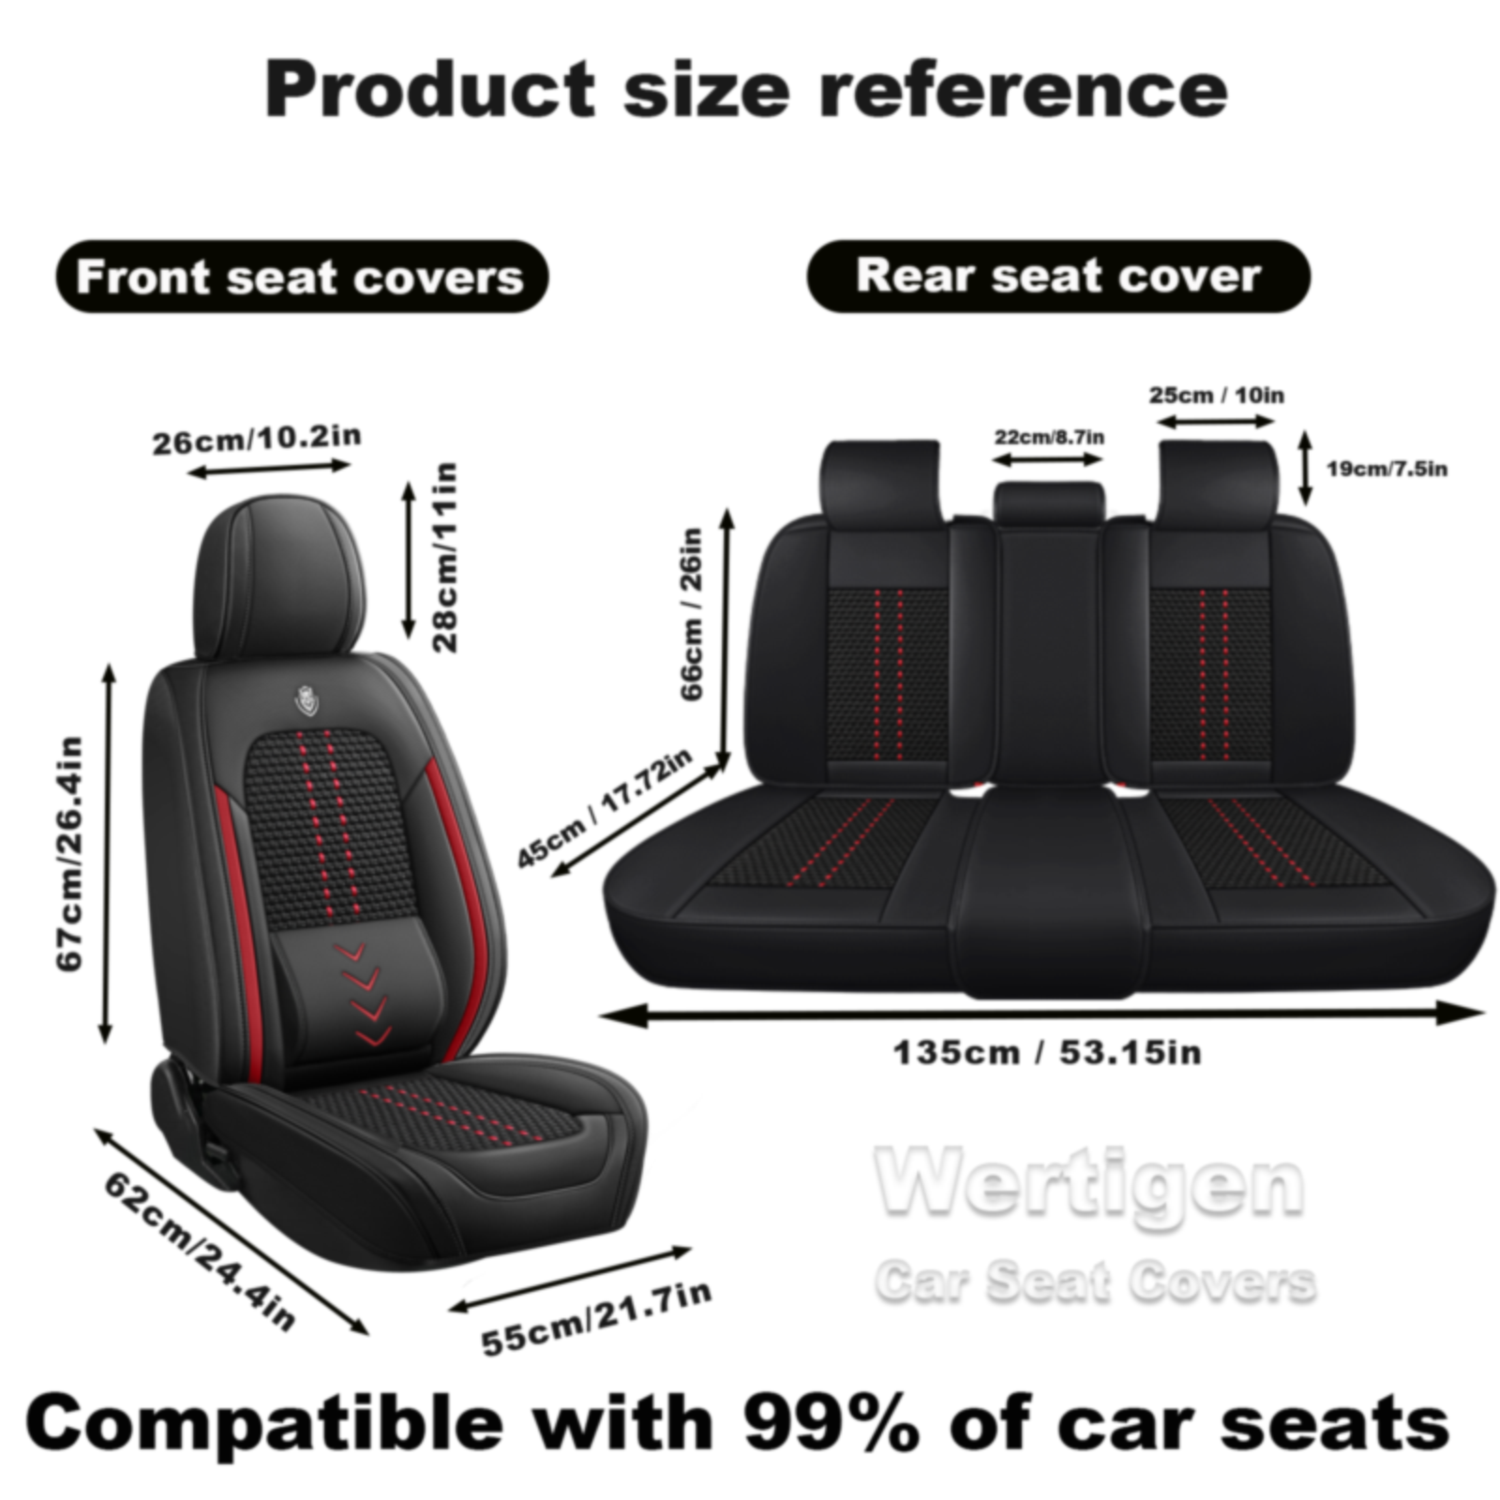 Product size reference
Front seat covers
Rear seat cover
26cm/10.2in
28cm/11in
67cm/26.4in
62cm/24.4in
55cm/21.7in
25cm / 10in
22cm/8.7in
19cm/7.5in
66cm / 26in
45cm / 17.72in
135cm / 53.15in
Wertigen
Car Seat Covers
Compatible with 99% of car seats